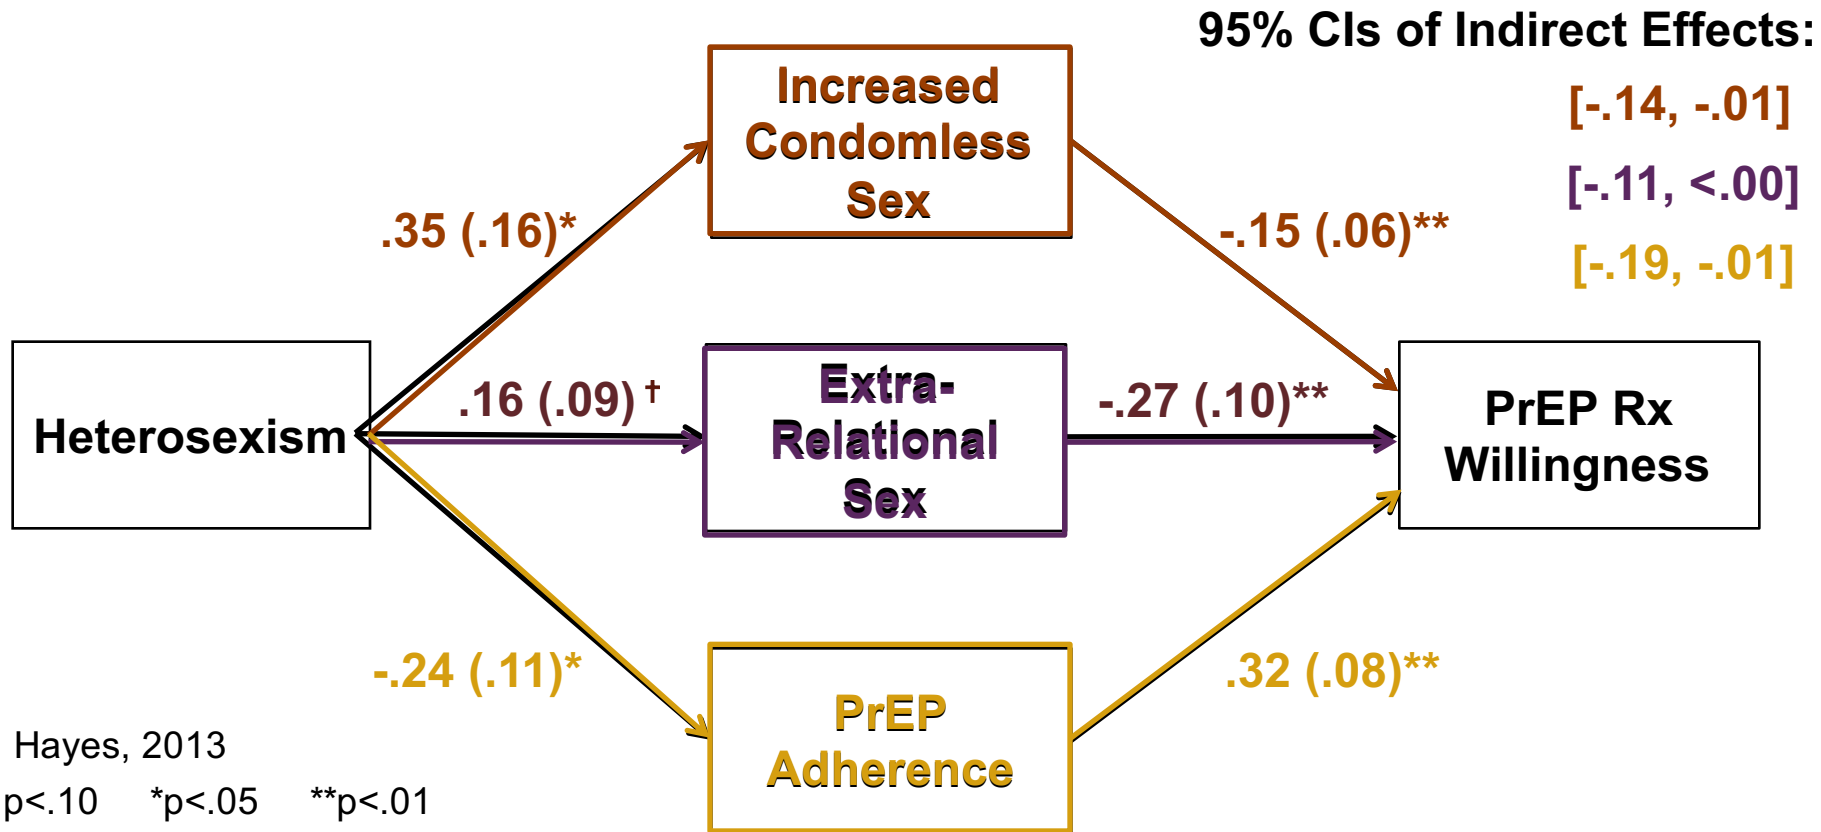 95% CIs of Indirect Effects:
[-.14, -.01]
[-.11, <.00]
[-.19, -.01]
Increased
Condomless
Sex
.35 (.16)*
-.15 (.06)**
Heterosexism
.16 (.09) †
Extra-
Relational
Sex
-.27 (.10)**
PrEP Rx
Willingness
-.24 (.11)*
PrEP
Adherence
.32 (.08)**
Hayes, 2013
p<.10 *p<.05 **p<.01